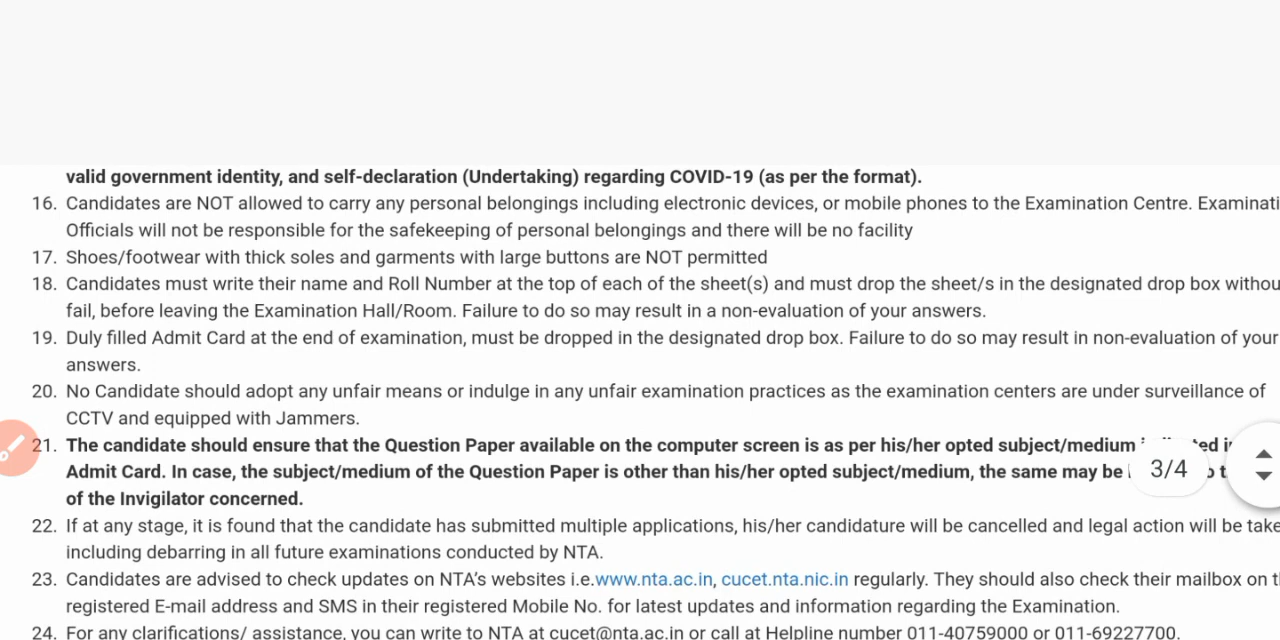 valid government identity, and self-declaration (Undertaking) regarding COVID-19 (as per the format).
16. Candidates are NOT allowed to carry any personal belongings including electronic devices, or mobile phones to the Examination Centre. Examinati
Officials will not be responsible for the safekeeping of personal belongings and there will be no facility
17. Shoes/footwear with thick soles and garments with large buttons are NOT permitted
18. Candidates must write their name and Roll Number at the top of each of the sheet(s) and must drop the sheet/s in the designated drop box withou
fail, before leaving the Examination Hall/Room. Failure to do so may result in a non-evaluation of your answers.
19. Duly filled Admit Card at the end of examination, must be dropped in the designated drop box. Failure to do so may result in non-evaluation of your
answers.
20. No Candidate should adopt any unfair means or indulge in any unfair examination practices as the examination centers are under surveillance of
CCTV and equipped with Jammers.
21. The candidate should ensure that the Question Paper available on the computer screen is as per his/her opted subject/medium
Admit Card. In case, the subject/medium of the Question Paper is other than his/her opted subject/medium, the same may be
3/4
of the Invigilator concerned.
22. If at any stage, it is found that the candidate has submitted multiple applications, his/her candidature will be cancelled and legal action will be take
including debarring in all future examinations conducted by NTA.
23. Candidates are advised to check updates on NTA's websites i.e.www.nta.ac.in, cucet.nta.nic.in regularly. They should also check their mailbox on t
registered E-mail address and SMS in their registered Mobile No. for latest updates and information regarding the Examination.
24. For any clarifications/ assistance, you can write to NTA at cucet@nta.ac.in or call at Helpline number 011-40759000 or 011-69227700.